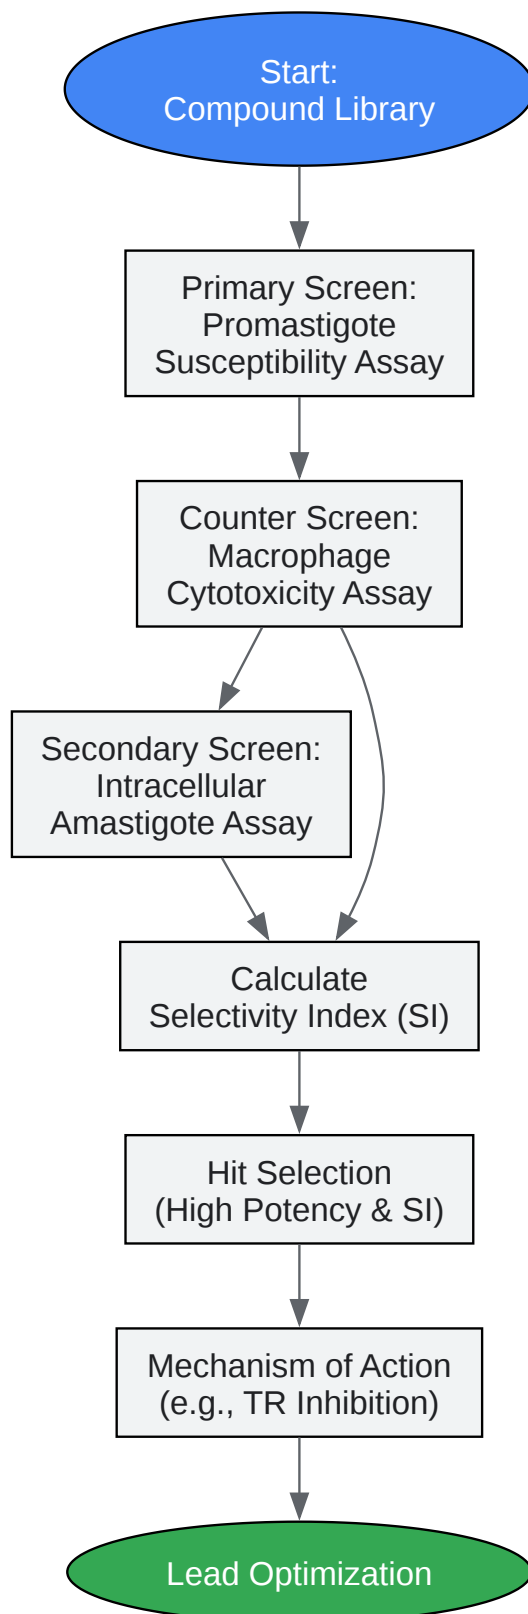 Start:
Compound Library
Primary Screen:
Promastigote
Susceptibility Assay
Counter Screen:
Macrophage
Cytotoxicity Assay
Secondary Screen:
Intracellular
Amastigote Assay
Calculate
Selectivity Index (SI)
Hit Selection
(High Potency & SI)
Mechanism of Action
(e.g., TR Inhibition)
Lead Optimization